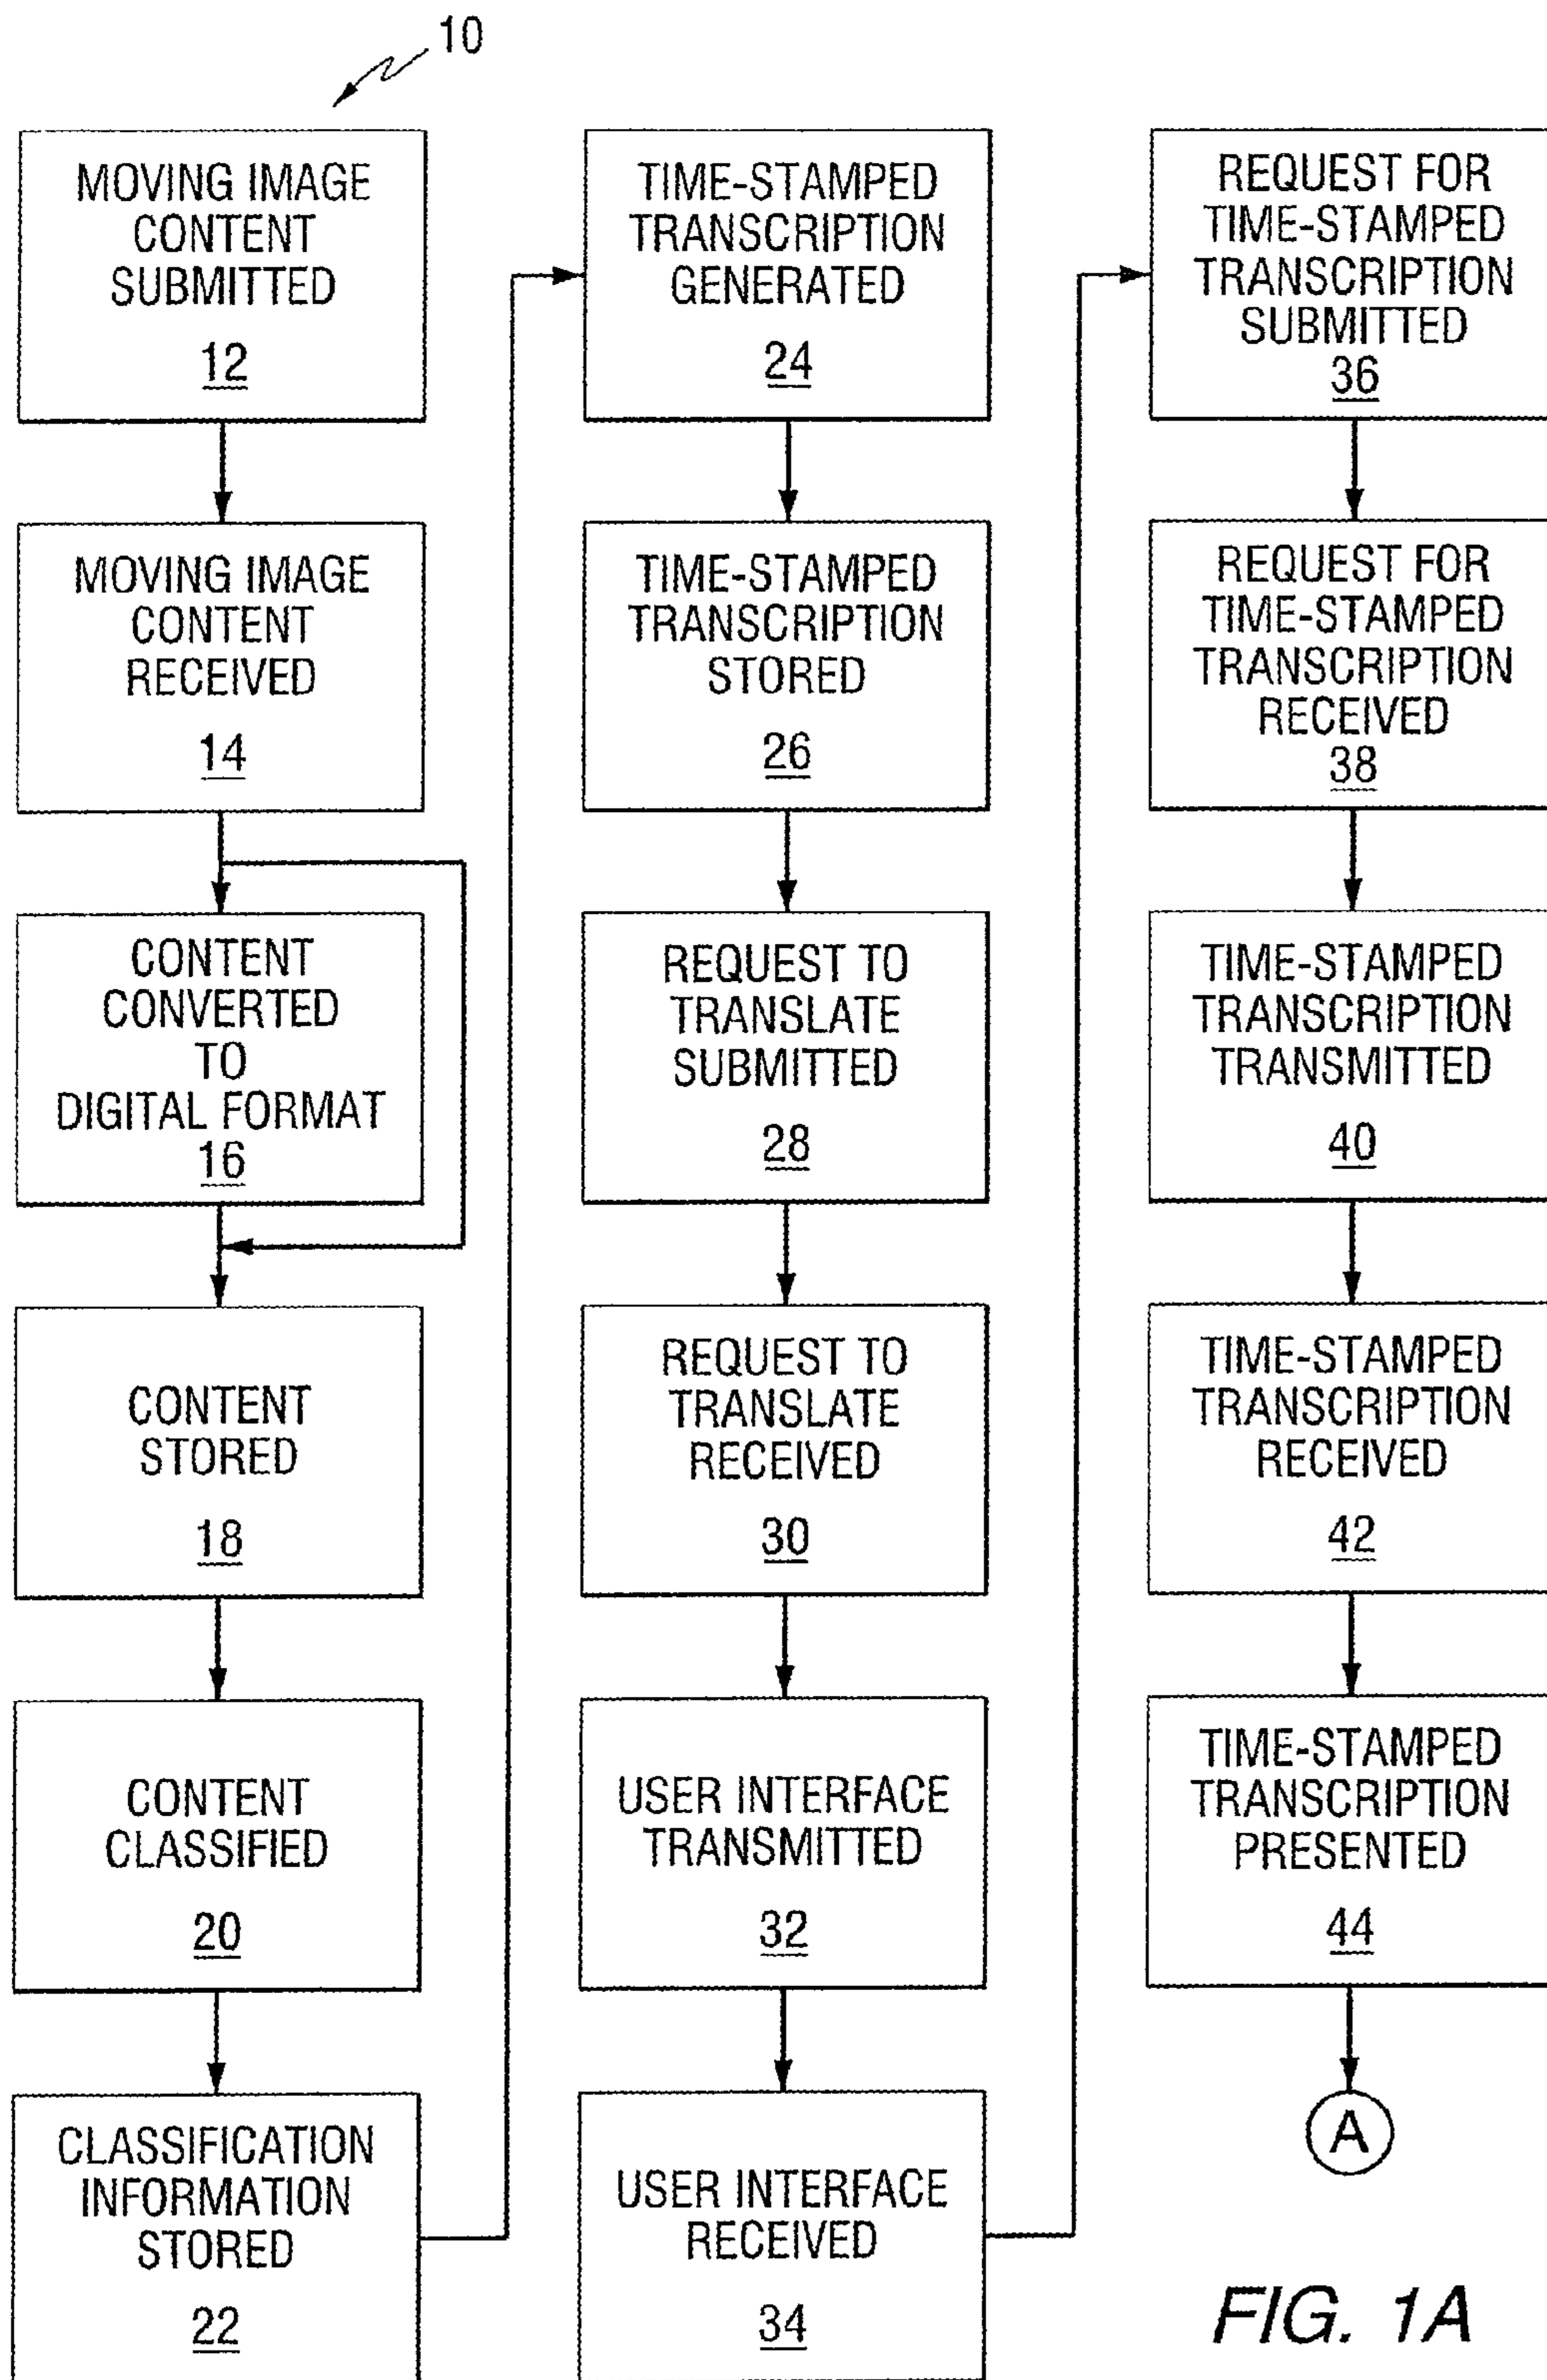 10
MOVING IMAGE
CONTENT
SUBMITTED
12
MOVING IMAGE
CONTENT
RECEIVED
14
CONTENT
CONVERTED
TO
DIGITAL FORMAT
16
CONTENT
STORED
18
CONTENT
CLASSIFIED
20
CLASSIFICATION
INFORMATION
STORED
22
TIME-STAMPED
TRANSCRIPTION
GENERATED
24
TIME-STAMPED
TRANSCRIPTION
STORED
26
REQUEST TO
TRANSLATE
SUBMITTED
28
REQUEST TO
TRANSLATE
RECEIVED
30
USER INTERFACE
TRANSMITTED
32
USER INTERFACE
RECEIVED
34
REQUEST FOR
TIME-STAMPED
TRANSCRIPTION
SUBMITTED
36
REQUEST FOR
TIME-STAMPED
TRANSCRIPTION
RECEIVED
38
TIME-STAMPED
TRANSCRIPTION
TRANSMITTED
40
TIME-STAMPED
TRANSCRIPTION
RECEIVED
42
TIME-STAMPED
TRANSCRIPTION
PRESENTED
44
A
FIG. 1A